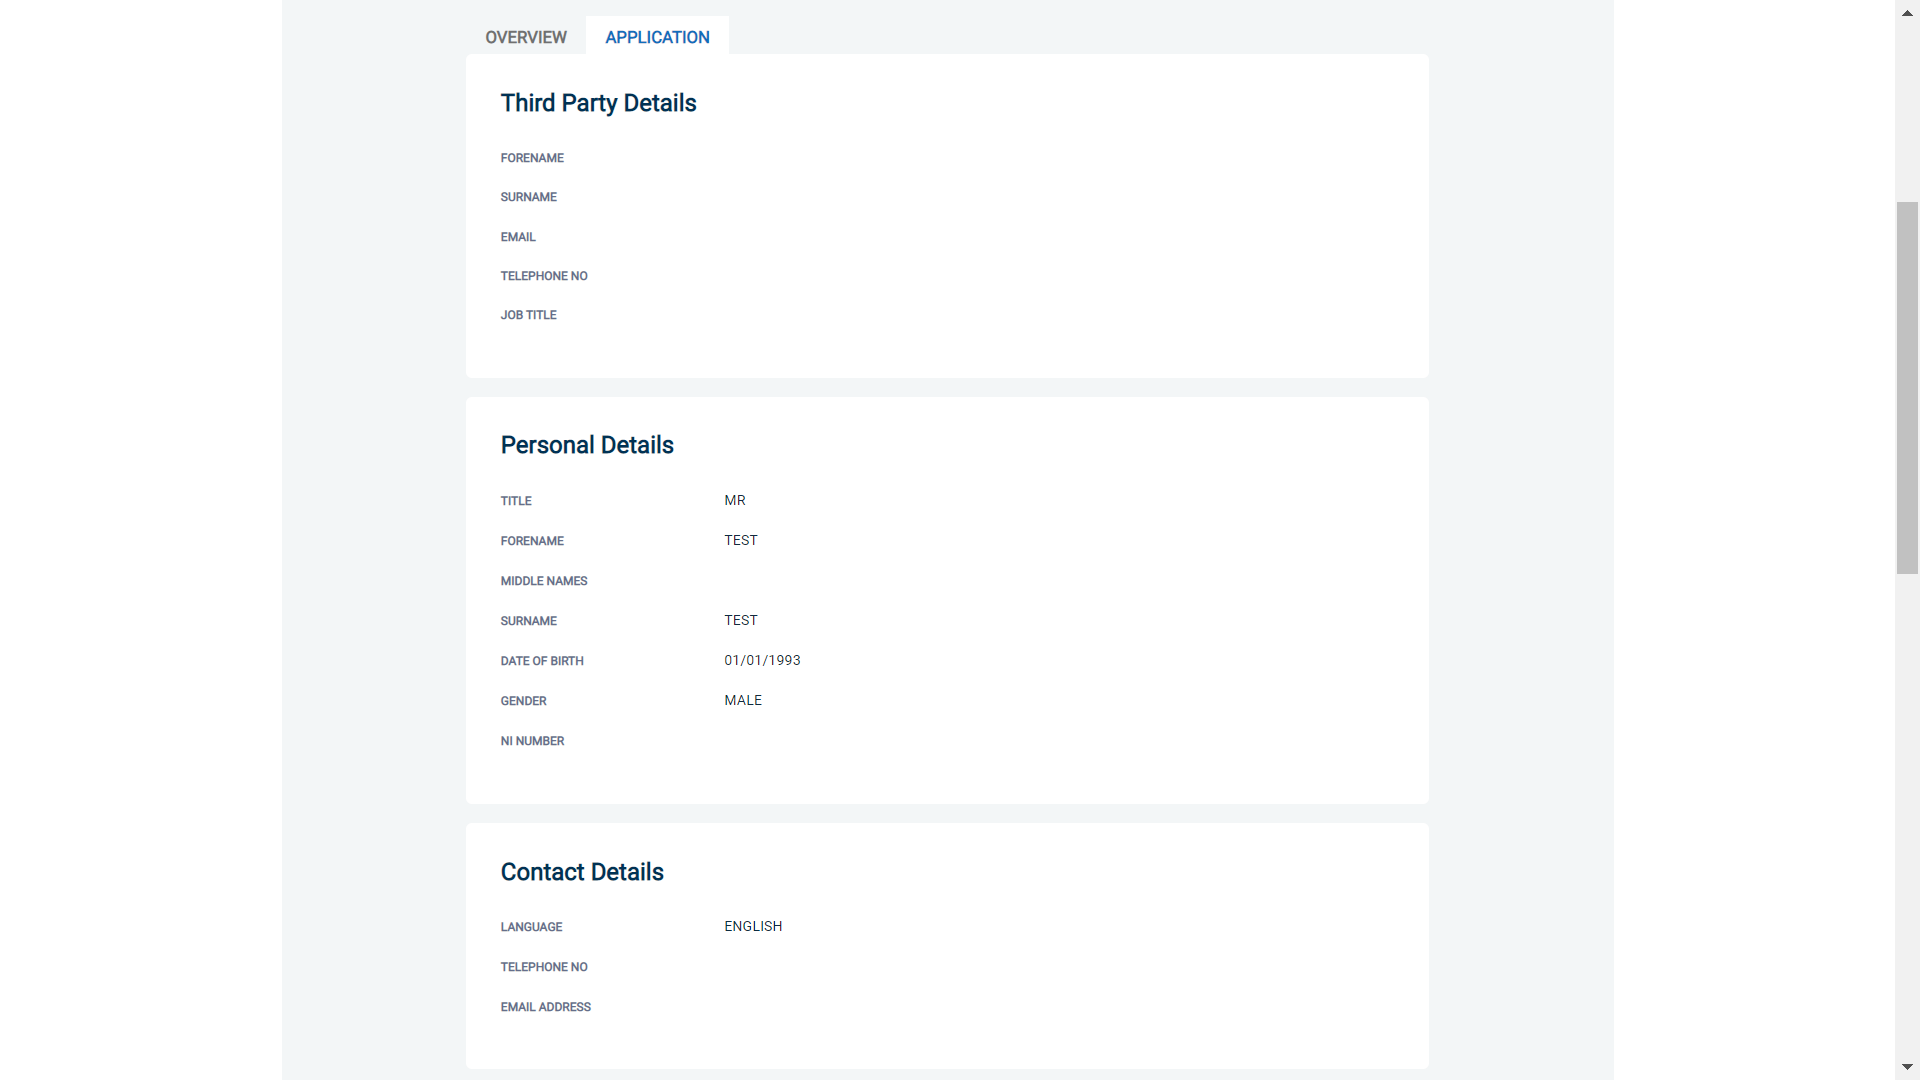 OVERVIEW APPLICATION
Third Party Details
FORENAME
SURNAME
EMAIL
TELEPHONE NO
JOB TITLE
Personal Details
TITLE MR
FORENAME TEST
MIDDLE NAMES
SURNAME TEST
DATE OF BIRTH 01/01/1993
GENDER MALE
NI NUMBER
Contact Details
LANGUAGE ENGLISH
TELEPHONE NO
EMAIL ADDRESS